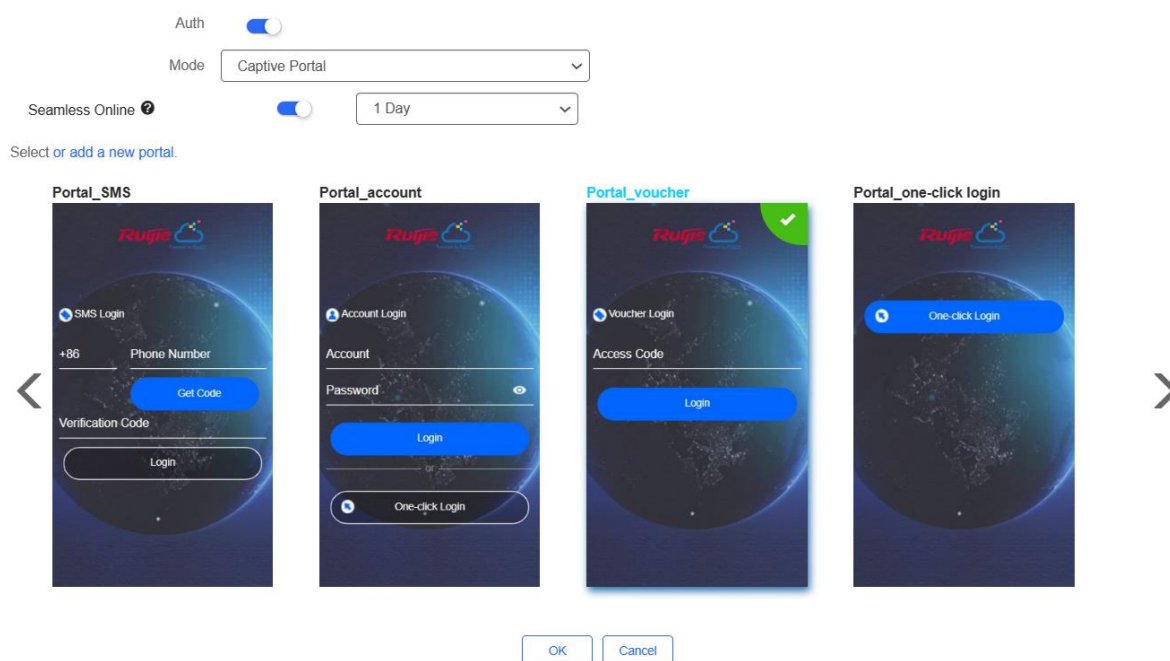 Auth
Mode Captive Portal
Seamless Online ? 1 Day
Select or add a new portal.
Portal_SMS Portal_account Portal_voucher Portal_one-click login
Ruijie Ruijie Ruijie Ruijie
SMS Login Account Login Voucher Login One-click Login
+86 Phone Number Account Access Code
Get Code Password Login
Verification Code Login
Login or
One-click Login
OK Cancel